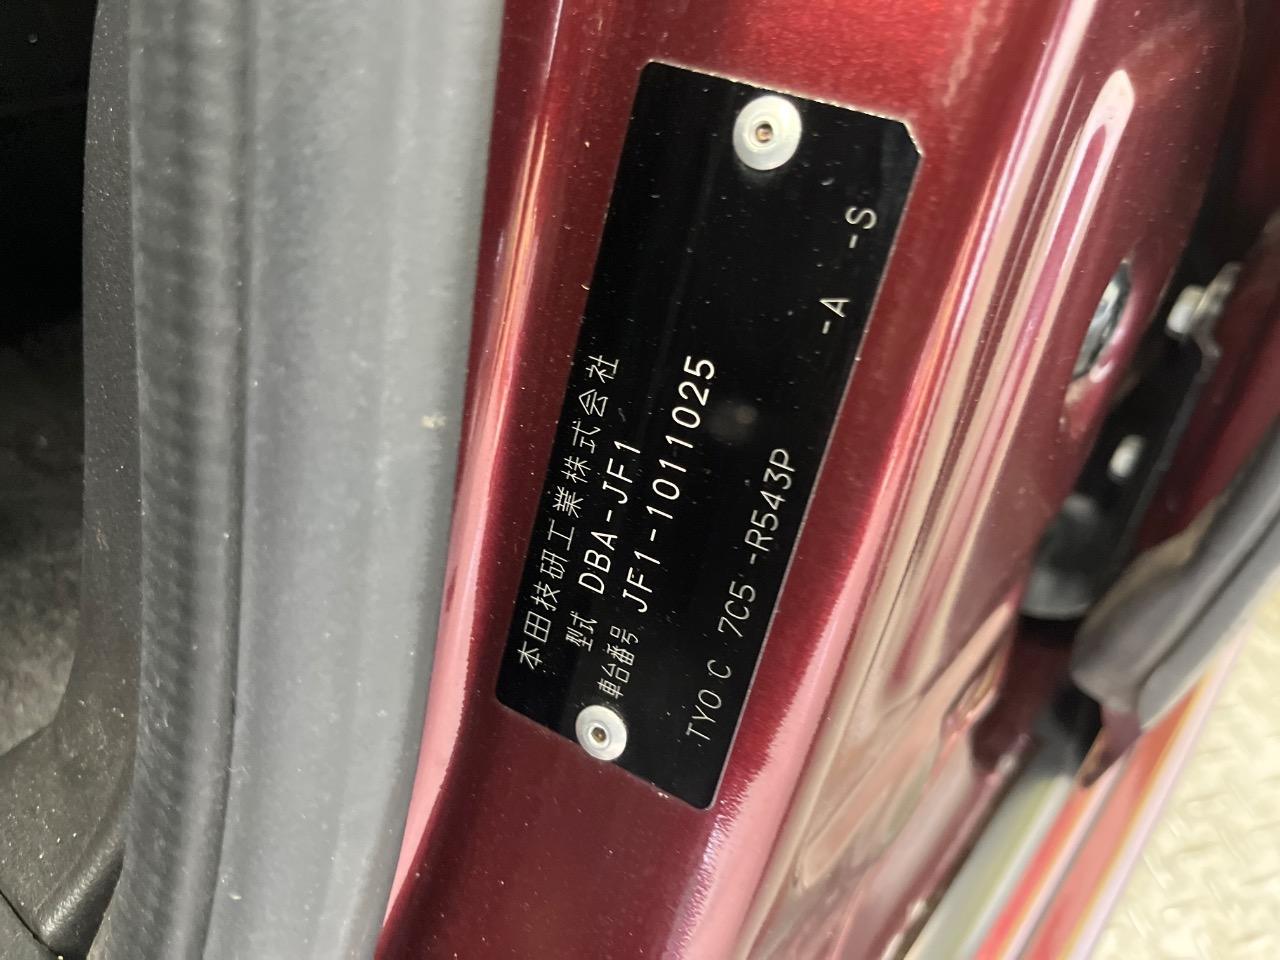 本田技研工業株式会社
型式 DBA-JF1
車台番号 JF1-1011025
TYO C 7C5 -R543P -A -S